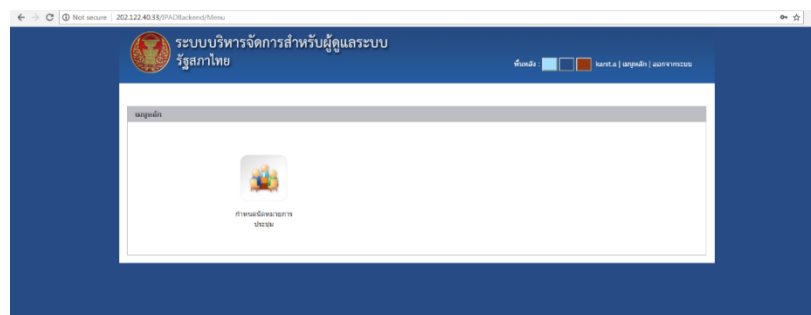 Not secure | 202.122.40.33/IPADBackend/Menu
ระบบบริหารจัดการสำหรับผู้ดูแลระบบ
รัฐสภาไทย
พื้นหลัง : kanit.a | เมนูหลัก | ออกจากระบบ
เมนูหลัก
กำหนดนัดหมายการ
ประชุม